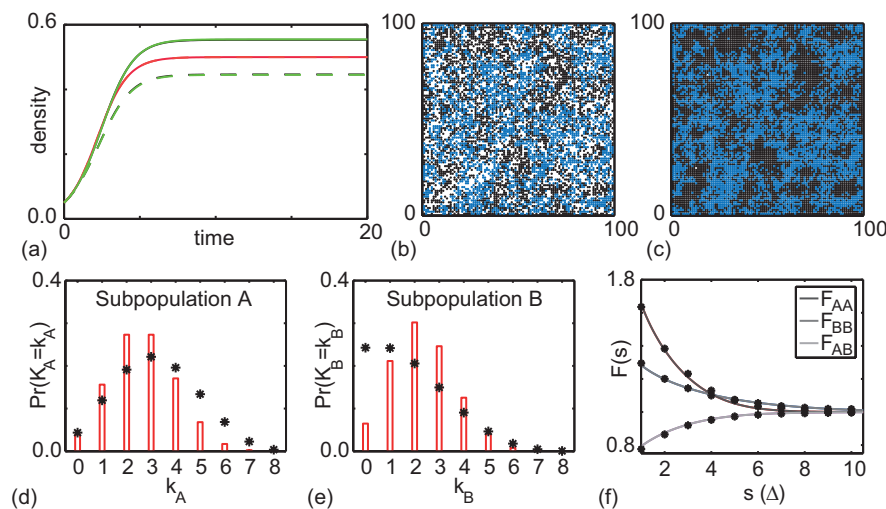 0.6
density
0.0
0
time
20
(a)
100
0
0
100
(b)
100
0
0
100
(c)
0.4
Subpopulation A
Pr(K_A=k_A)
0.0
0 1 2 3 4 5 6 7 8
k_A
(d)
0.4
Subpopulation B
Pr(K_B=k_B)
0.0
0 1 2 3 4 5 6 7 8
k_B
(e)
1.8
F_AA
F_BB
F_AB
F(s)
0.8
2 4 6 8 10
s (Δ)
(f)